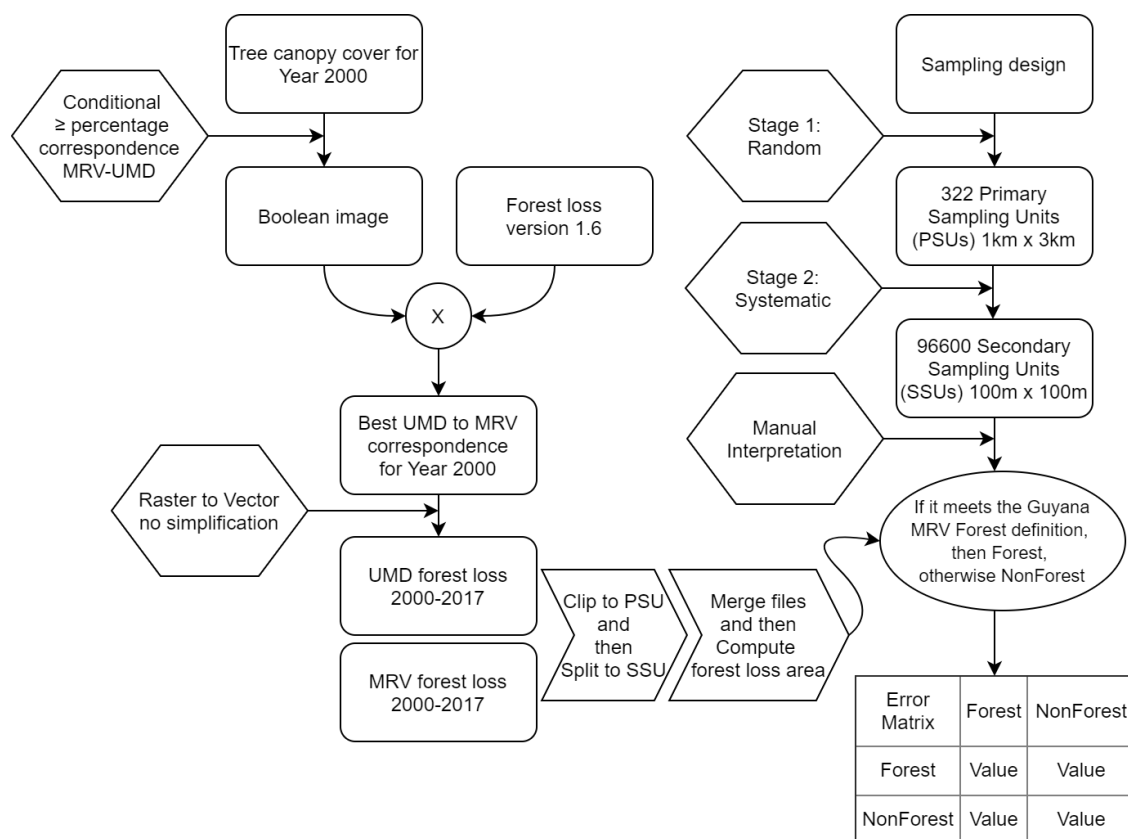 Tree canopy cover for
Year 2000
Conditional
≥ percentage
correspondence
MRV-UMD
Boolean image
Forest loss
version 1.6
X
Best UMD to MRV
correspondence
for Year 2000
Raster to Vector
no simplification
UMD forest loss
2000-2017
MRV forest loss
2000-2017
Clip to PSU
and
then
Split to SSU
Merge files
and then
Compute
forest loss area
Sampling design
Stage 1:
Random
322 Primary
Sampling Units
(PSUs) 1km x 3km
Stage 2:
Systematic
96600 Secondary
Sampling Units
(SSUs) 100m x 100m
Manual
Interpretation
If it meets the Guyana
MRV Forest definition,
then Forest,
otherwise NonForest
Error
Matrix
Forest
NonForest
Forest
Value
Value
NonForest
Value
Value